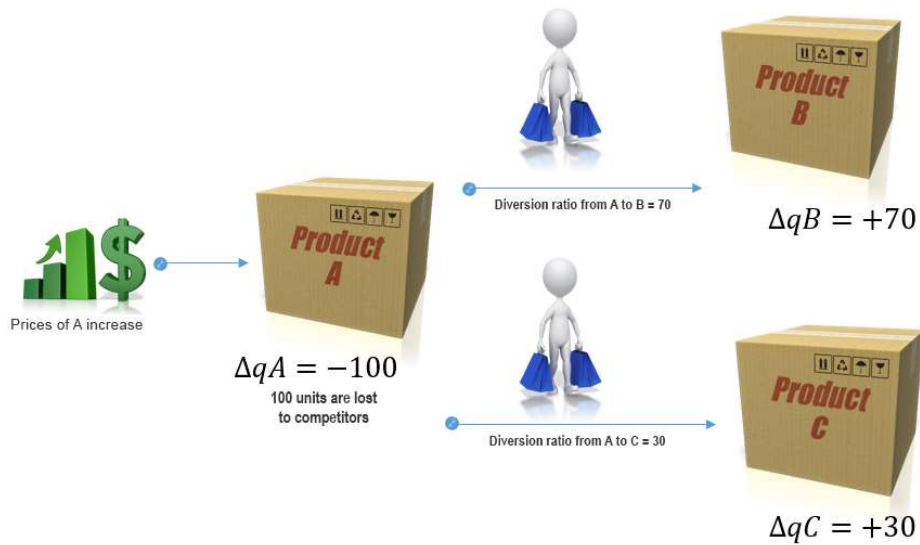 Prices of A increase
Product
A
ΔqA = −100
100 units are lost
to competitors
Diversion ratio from A to B = 70
Product
B
ΔqB = +70
Diversion ratio from A to C = 30
Product
C
ΔqC = +30